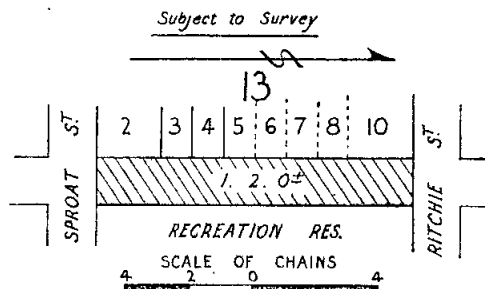 Subject to Survey
13
SPROAT ST
2 3 4 5 6 7 8 10
RITCHIE ST
1. 2. 0±
RECREATION RES.
SCALE OF CHAINS
4 2 0 4